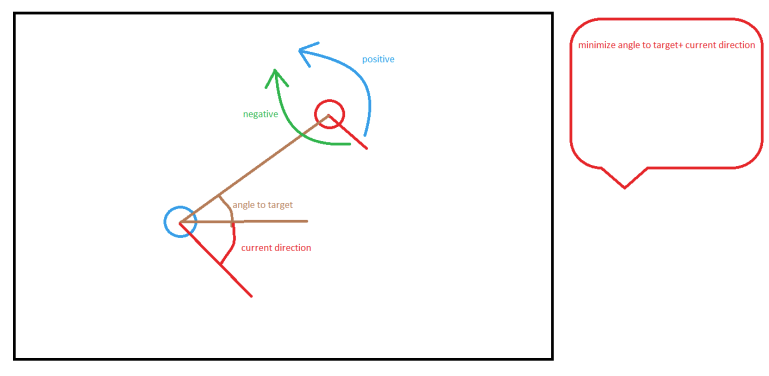 minimize angle to target+ current direction
positive
negative
angle to target
current direction